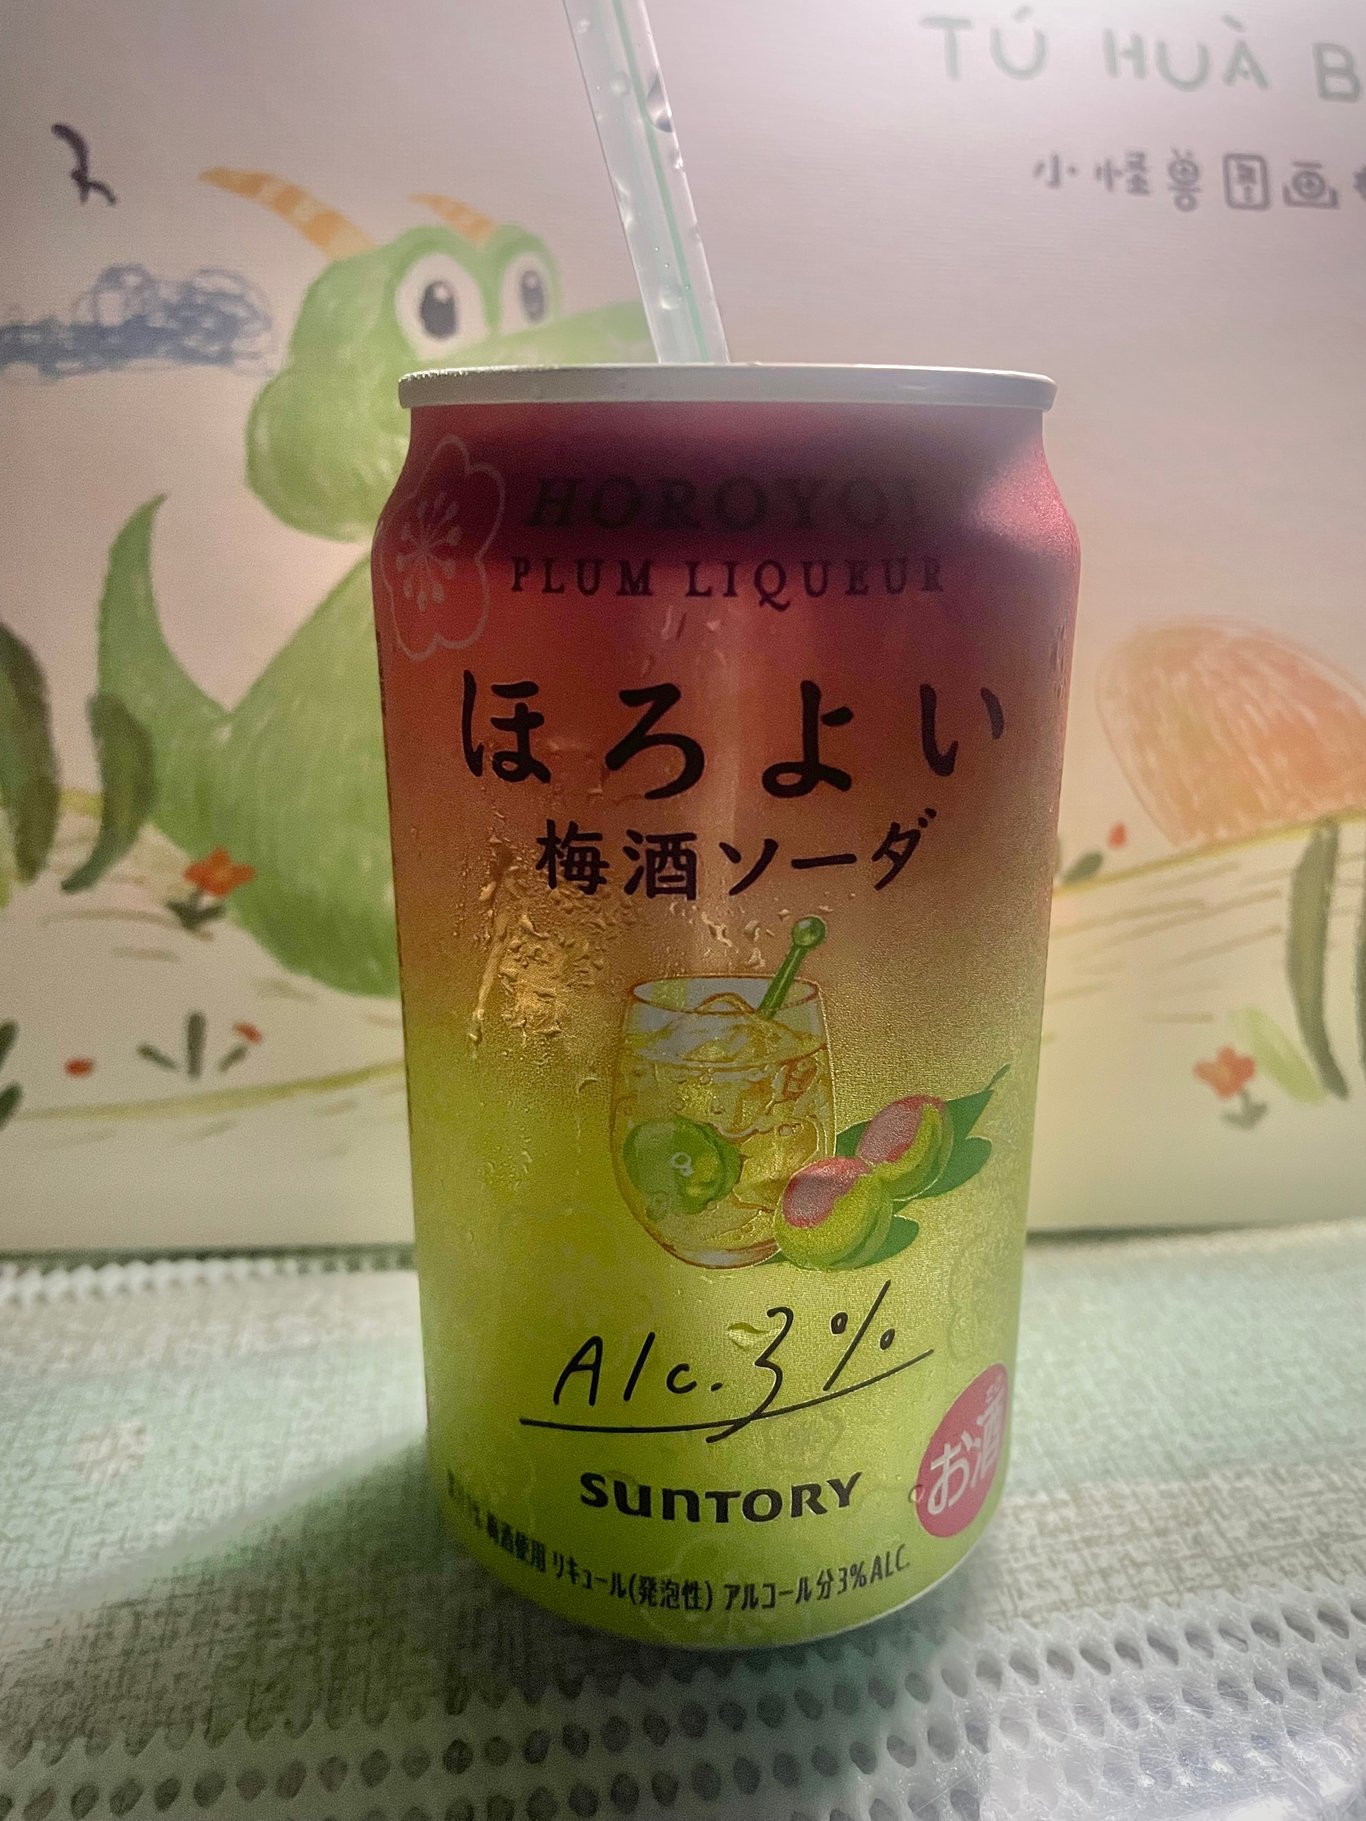 TÚ HUÀ B
小怪兽图画
HOROYOI
PLUM LIQUEUR
ほろよい
梅酒ソーダ
Alc.3%
SUNTORY
お酒
梅酒使用 リキュール(発泡性) アルコール分3%ALC.